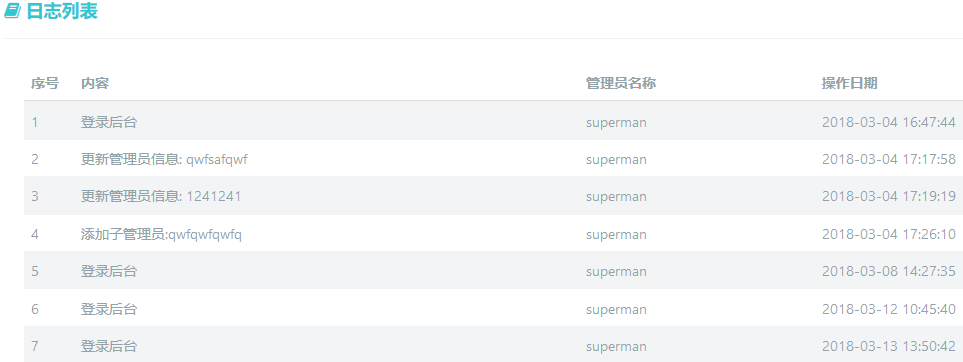 日志列表
序号 内容 管理员名称 操作日期
1 登录后台 superman 2018-03-04 16:47:44
2 更新管理员信息: qwfsafqwf superman 2018-03-04 17:17:58
3 更新管理员信息: 1241241 superman 2018-03-04 17:19:19
4 添加子管理员:qwfqwfqwfq superman 2018-03-04 17:26:10
5 登录后台 superman 2018-03-08 14:27:35
6 登录后台 superman 2018-03-12 10:45:40
7 登录后台 superman 2018-03-13 13:50:42